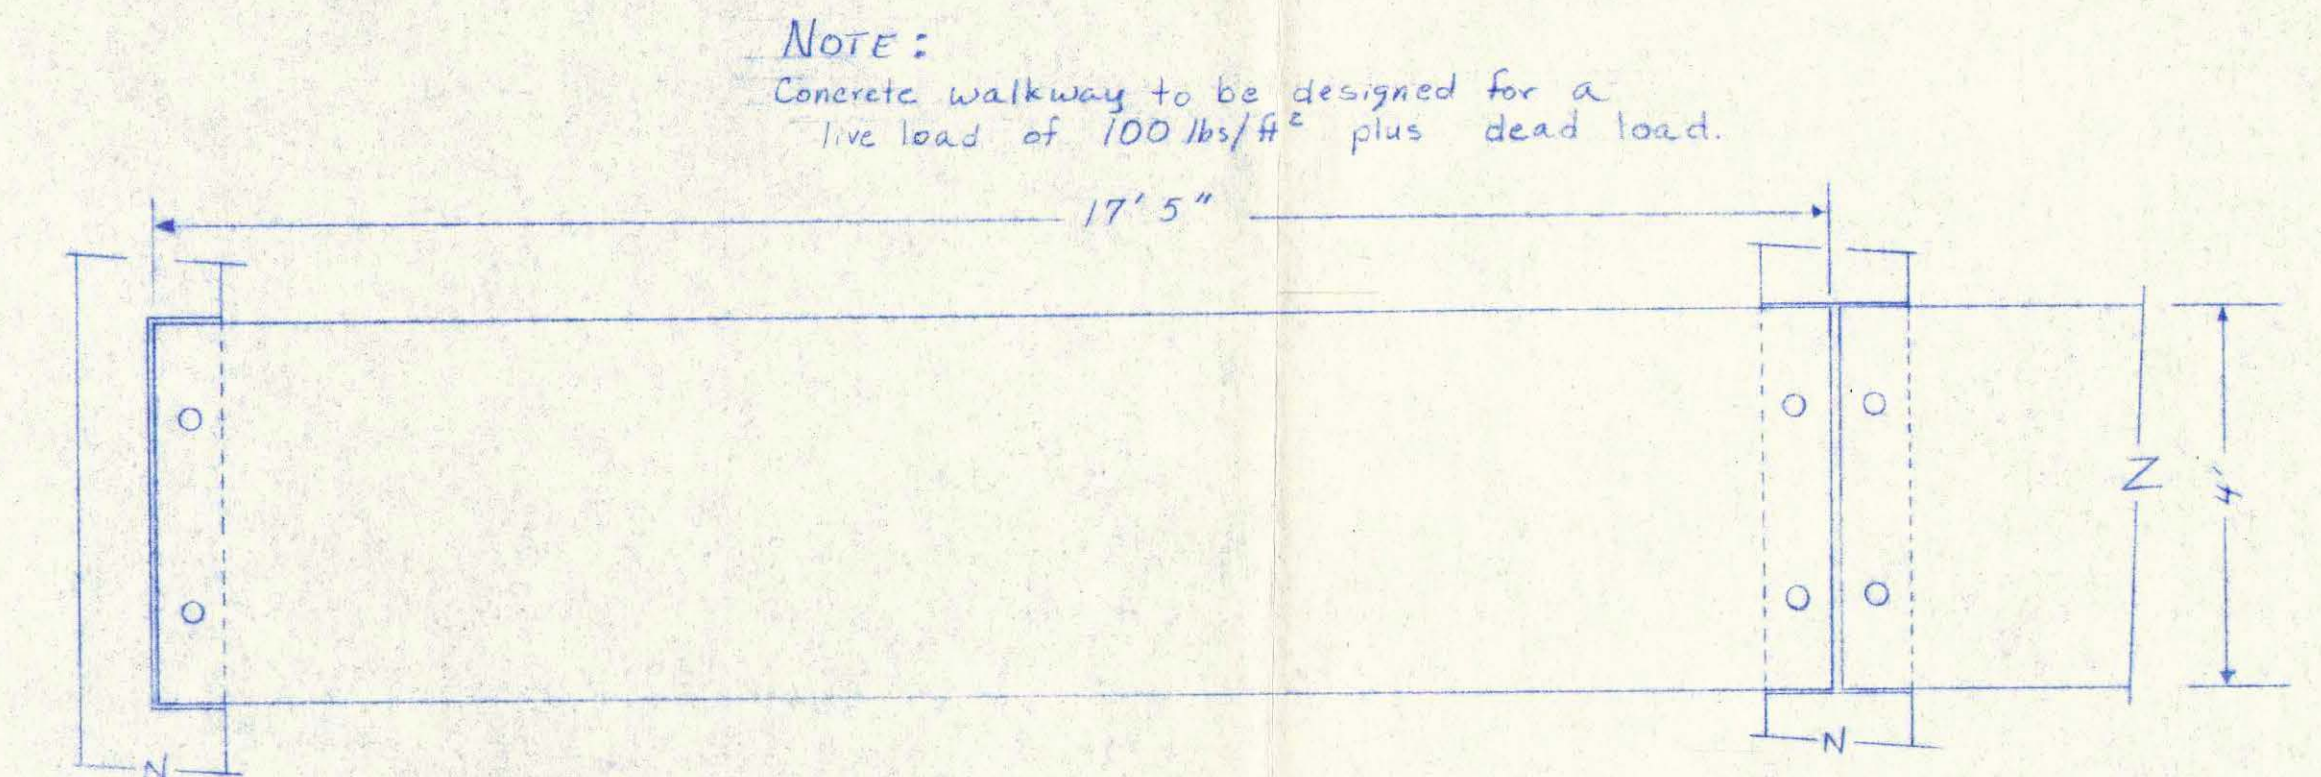 NOTE:
Concrete walkway to be designed for a
live load of 100 lbs/ft² plus dead load.
17' 5"
4'